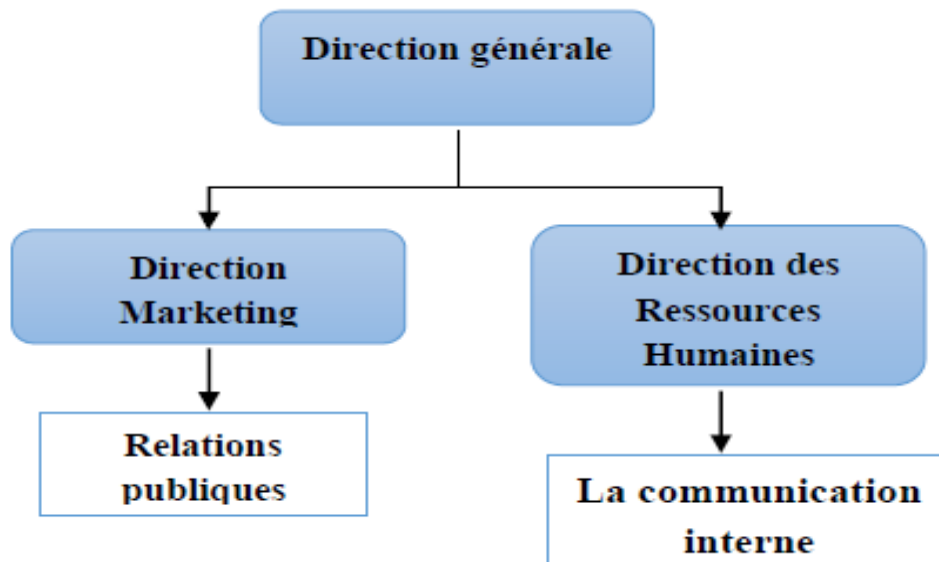 Direction générale
Direction
Marketing
Direction des
Ressources
Humaines
Relations
publiques
La communication
interne